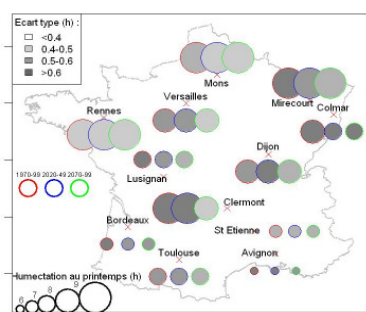 Ecart type (h) :
<0.4
0.4-0.5
0.5-0.6
>0.6
Mons
Mirecourt
Colmar
Versailles
Rennes
Dijon
Lusignan
1970-99 2020-49 2070-99
Clermont
Bordeaux
St Etienne
Toulouse
Avignon
Humectation au printemps (h)
6 7 8 9